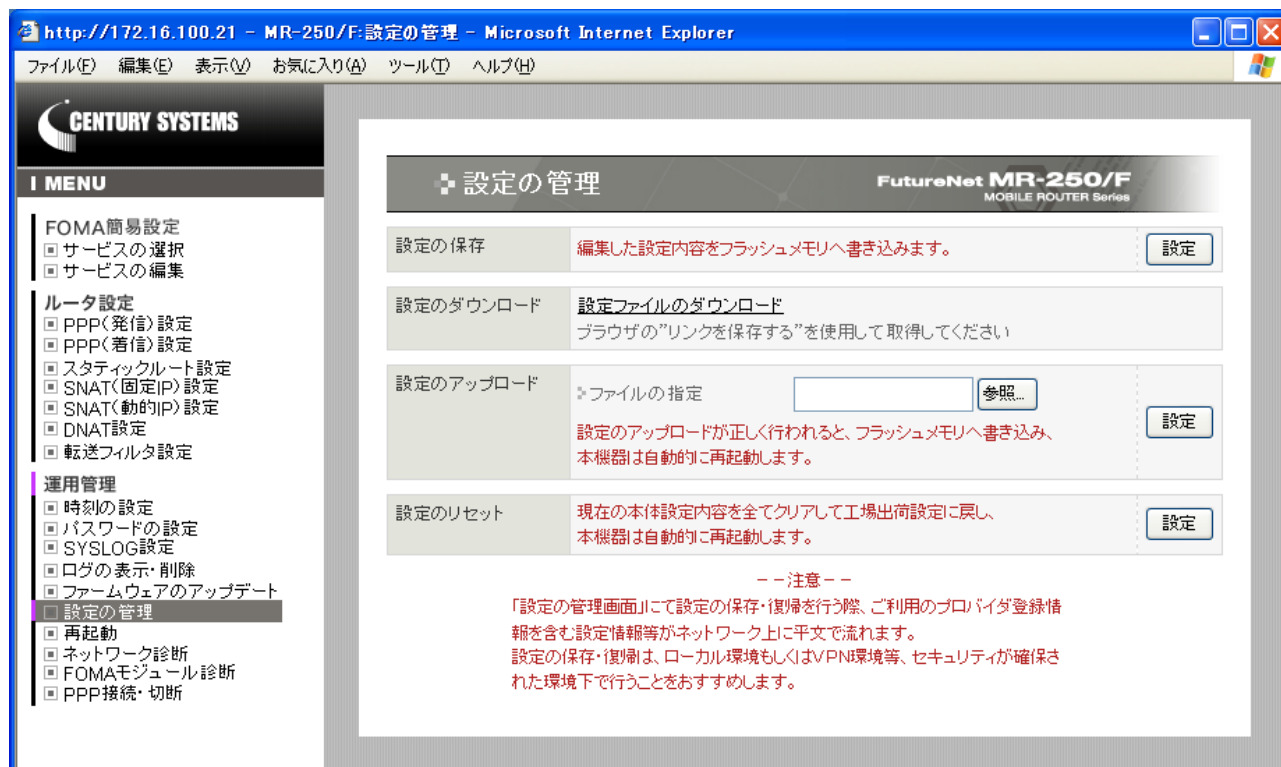 http://172.16.100.21 - MR-250/F:設定の管理 - Microsoft Internet Explorer
ファイル(F) 編集(E) 表示(V) お気に入り(A) ツール(T) ヘルプ(H)
CENTURY SYSTEMS
MENU
FOMA簡易設定
サービスの選択
サービスの編集
ルータ設定
PPP(発信)設定
PPP(着信)設定
スタティックルート設定
SNAT(固定IP)設定
SNAT(動的IP)設定
DNAT設定
転送フィルタ設定
運用管理
時刻の設定
パスワードの設定
SYSLOG設定
ログの表示・削除
ファームウェアのアップデート
設定の管理
再起動
ネットワーク診断
FOMAモジュール診断
PPP接続・切断
設定の管理
FutureNet MR-250/F
MOBILE ROUTER Series
設定の保存 編集した設定内容をフラッシュメモリへ書き込みます。 設定
設定のダウンロード 設定ファイルのダウンロード
ブラウザの"リンクを保存する"を使用して取得してください
設定のアップロード ファイルの指定 参照...
設定のアップロードが正しく行われると、フラッシュメモリへ書き込み、
本機器は自動的に再起動します。
設定
設定のリセット 現在の本体設定内容を全てクリアして工場出荷設定に戻し、
本機器は自動的に再起動します。
設定
--注意--
「設定の管理画面」にて設定の保存・復帰を行う際、ご利用のプロバイダ登録情
報を含む設定情報等がネットワーク上に平文で流れます。
設定の保存・復帰は、ローカル環境もしくはVPN環境等、セキュリティが確保さ
れた環境下で行うことをおすすめします。